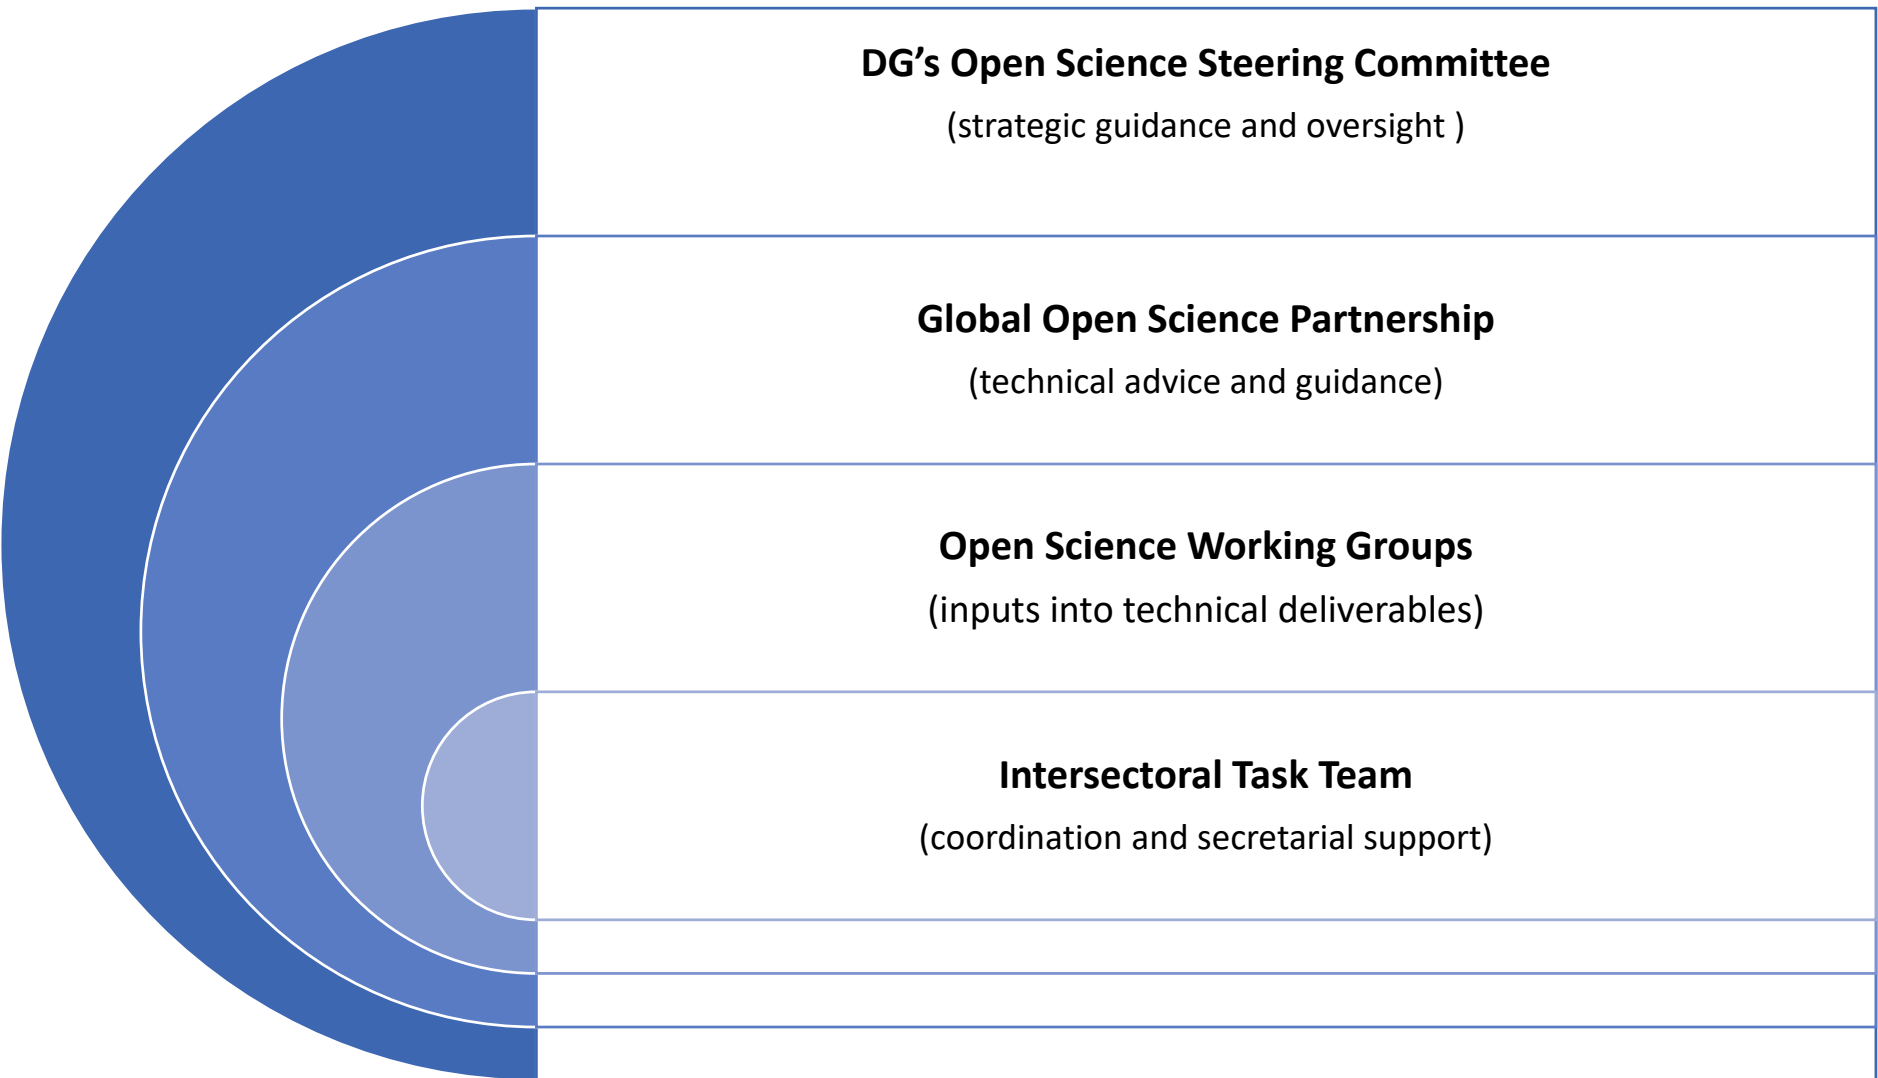 DG’s Open Science Steering Committee
(strategic guidance and oversight )
Global Open Science Partnership
(technical advice and guidance)
Open Science Working Groups
(inputs into technical deliverables)
Intersectoral Task Team
(coordination and secretarial support)